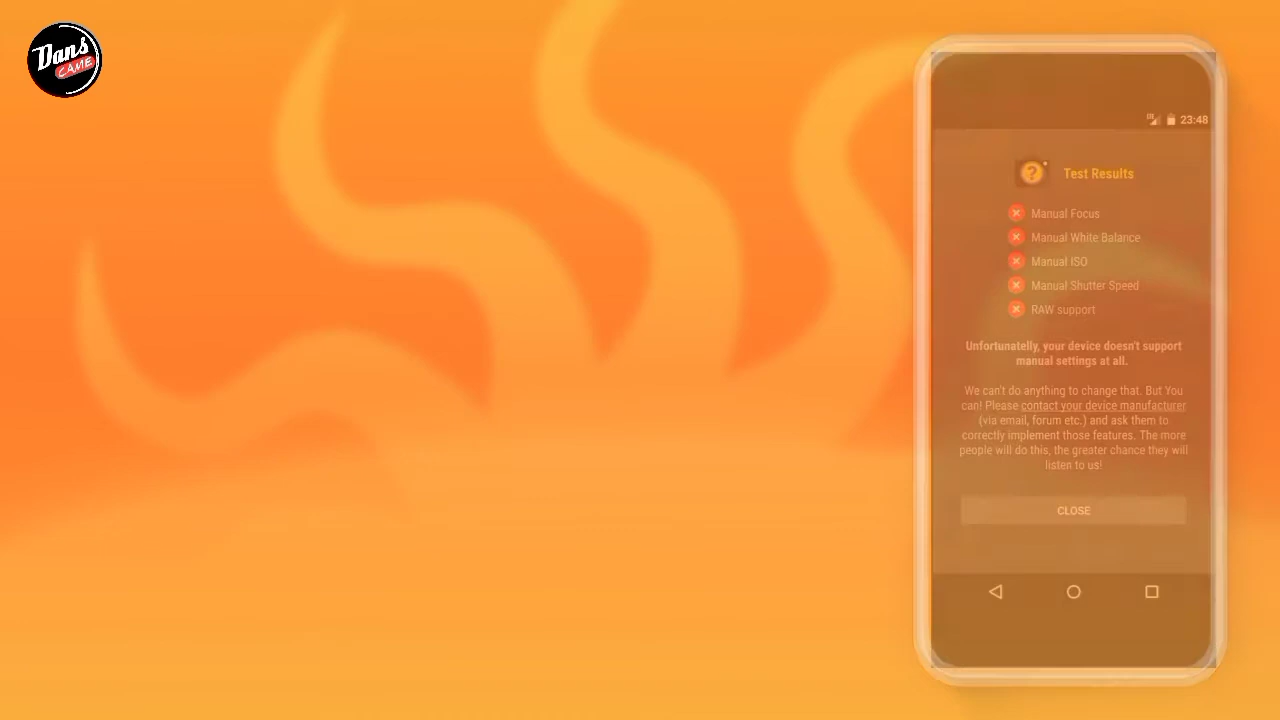 Dans
CAME
23:48
Test Results
Manual Focus
Manual White Balance
Manual ISO
Manual Shutter Speed
RAW support
Unfortunatelly, your device doesn't support
manual settings at all.
We can't do anything to change that. But You
can! Please contact your device manufacturer
(via email, forum etc.) and ask them to
correctly implement those features. The more
people will do this, the greater chance they will
listen to us!
CLOSE